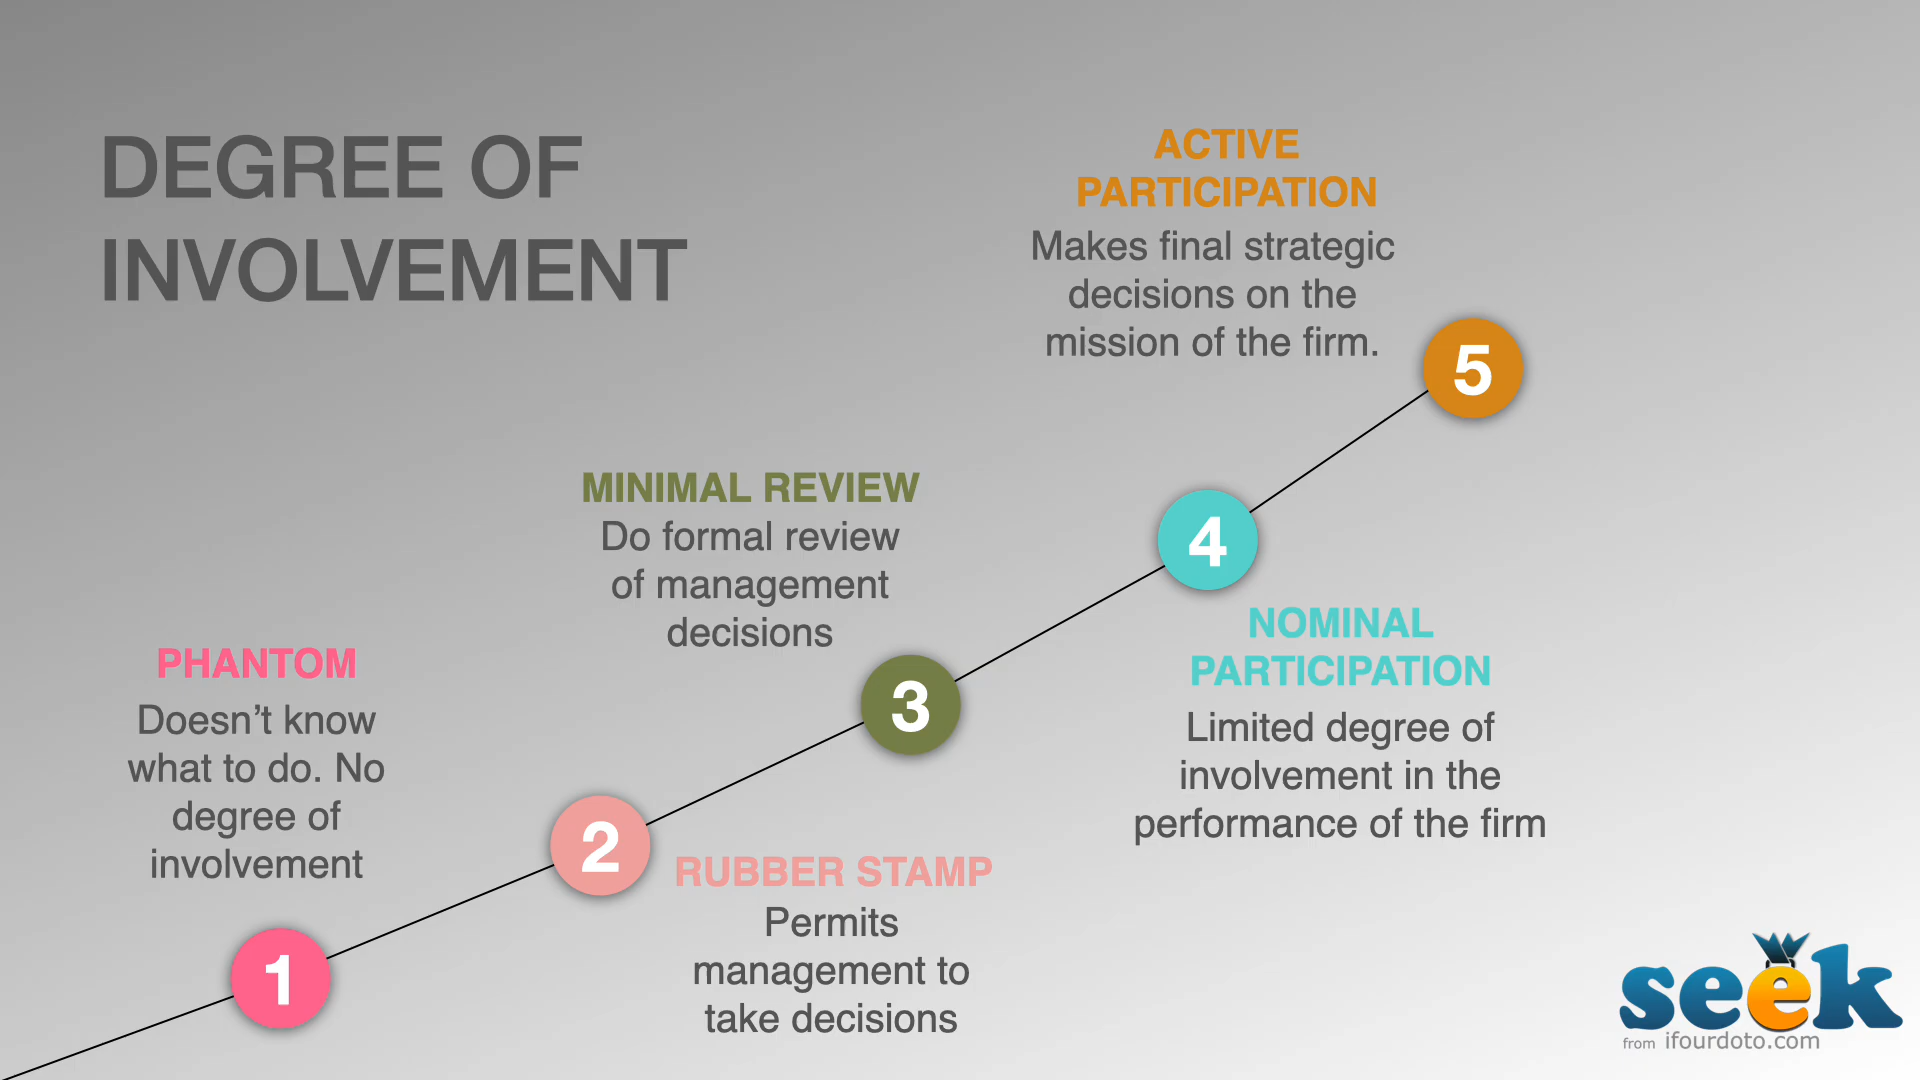 DEGREE OF
INVOLVEMENT
1
PHANTOM
Doesn’t know
what to do. No
degree of
involvement
2
RUBBER STAMP
Permits
management to
take decisions
3
MINIMAL REVIEW
Do formal review
of management
decisions
4
NOMINAL
PARTICIPATION
Limited degree of
involvement in the
performance of the firm
5
ACTIVE
PARTICIPATION
Makes final strategic
decisions on the
mission of the firm.
seek
from ifourdoto.com